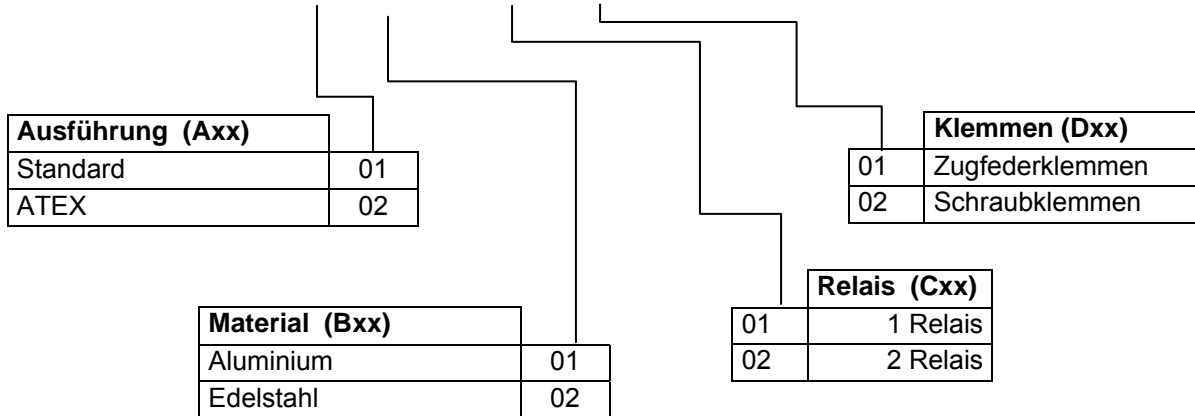 Ausführung (Axx)
Standard 01
ATEX 02
Klemmen (Dxx)
01 Zugfederklemmen
02 Schraubklemmen
Relais (Cxx)
01 1 Relais
02 2 Relais
Material (Bxx)
Aluminium 01
Edelstahl 02